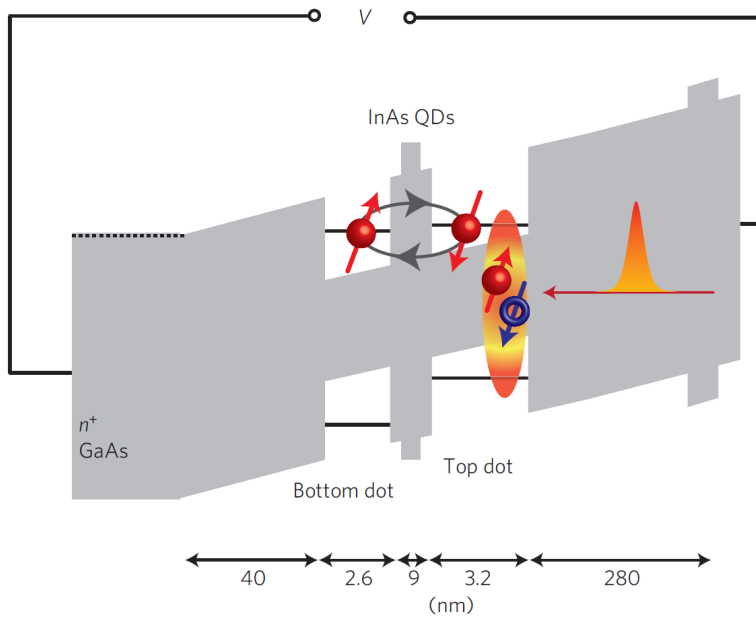 V
InAs QDs
n+
GaAs
Bottom dot
Top dot
40
2.6
9
3.2
280
(nm)